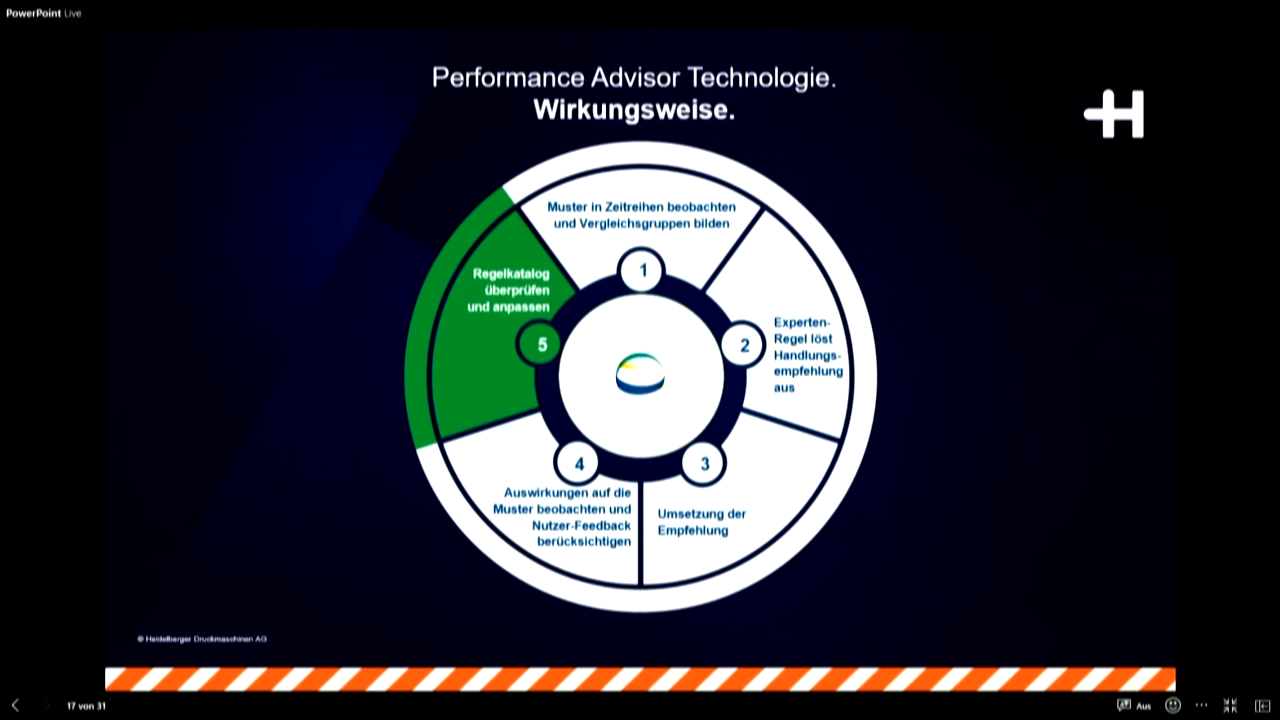 PowerPoint Live
Performance Advisor Technologie.
Wirkungsweise.
Muster in Zeitreihen beobachten
und Vergleichsgruppen bilden
1
Experten-
Regel löst
Handlungs-
empfehlung
aus
2
3
Umsetzung der
Empfehlung
4
Auswirkungen auf die
Muster beobachten und
Nutzer-Feedback
berücksichtigen
Regelkatalog
überprüfen
und anpassen
5
© Heidelberger Druckmaschinen AG
17 von 31
Aus